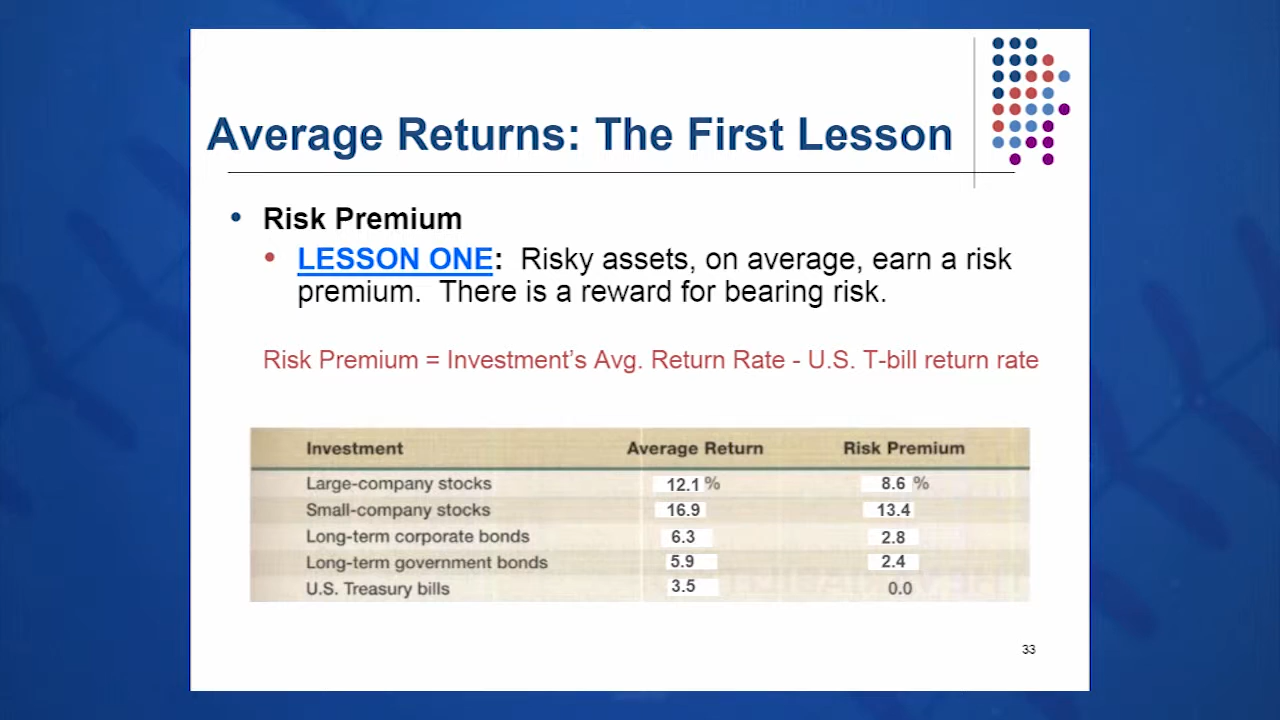 Average Returns: The First Lesson
• Risk Premium
• LESSON ONE: Risky assets, on average, earn a risk
premium. There is a reward for bearing risk.
Risk Premium = Investment's Avg. Return Rate - U.S. T-bill return rate
Investment Average Return Risk Premium
Large-company stocks 12.1% 8.6%
Small-company stocks 16.9 13.4
Long-term corporate bonds 6.3 2.8
Long-term government bonds 5.9 2.4
U.S. Treasury bills 3.5 0.0
33